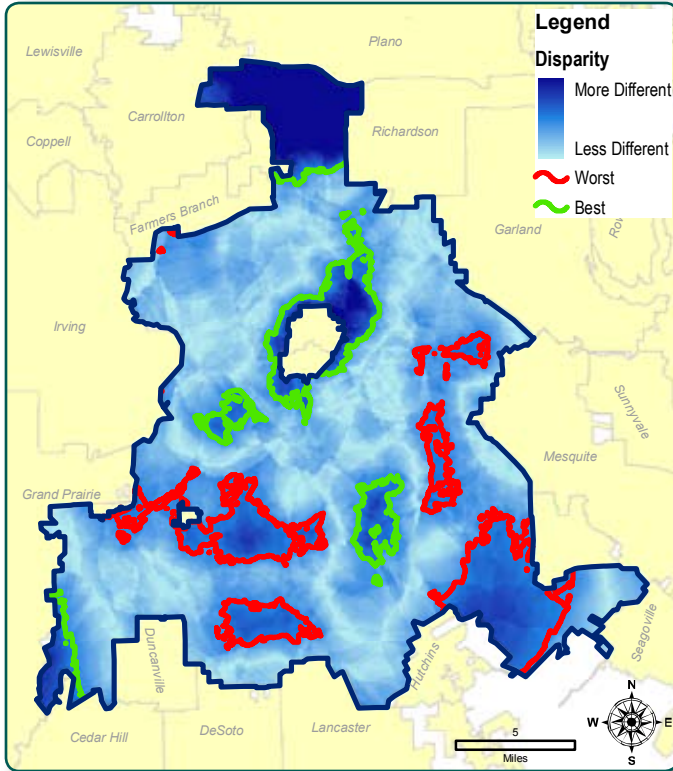 Legend
Disparity
More Different
Less Different
Worst
Best
Lewisville
Plano
Carrollton
Coppell
Richardson
Farmers Branch
Garland
Row
Irving
Sunnyvale
Mesquite
Grand Prairie
Seagoville
Duncanville
Hutchins
Cedar Hill
DeSoto
Lancaster
5
Miles
N
W
E
S